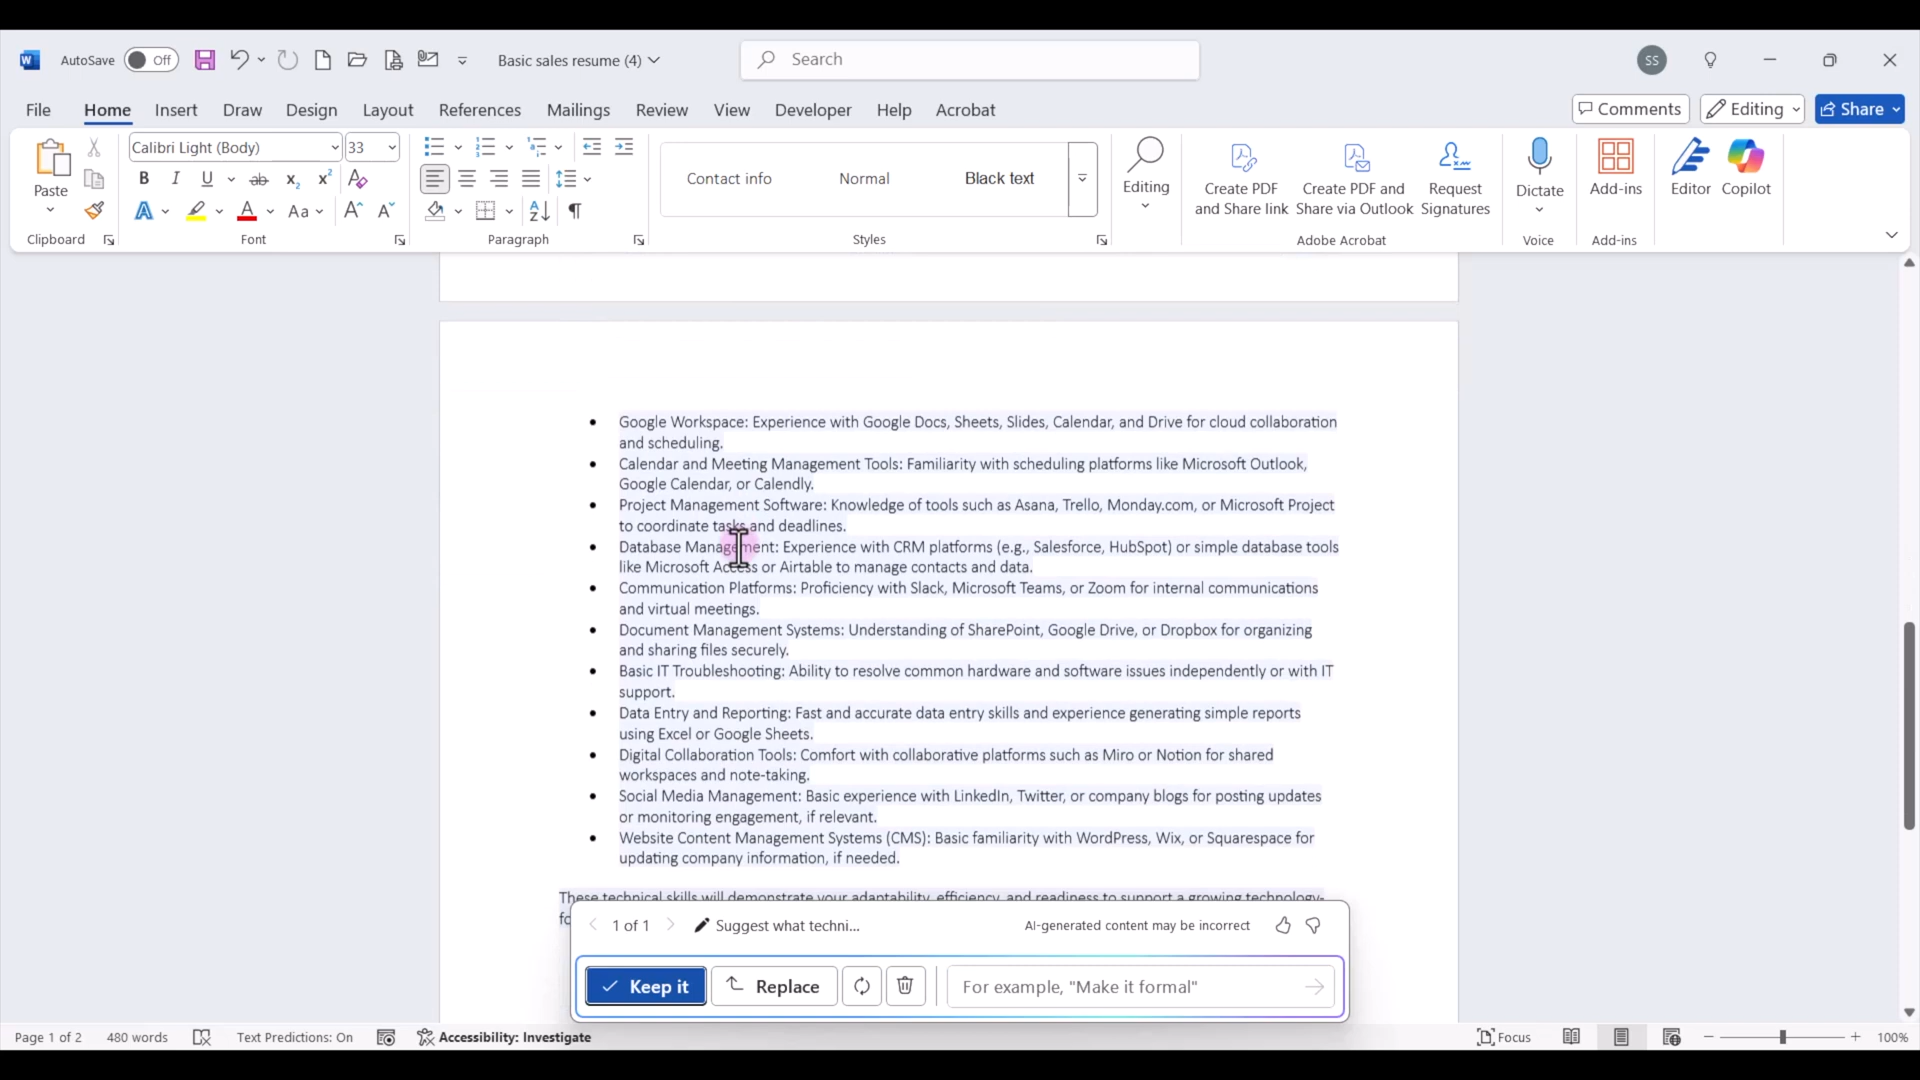 AutoSave Off Basic sales resume (4) Search SS
File Home Insert Draw Design Layout References Mailings Review View Developer Help Acrobat Comments Editing Share
Paste Calibri Light (Body) 33 Contact info Normal Black text Editing Create PDF and Share link Create PDF and Share via Outlook Request Signatures Dictate Add-ins Editor Copilot
Clipboard Font Paragraph Styles Adobe Acrobat Voice Add-ins
• Google Workspace: Experience with Google Docs, Sheets, Slides, Calendar, and Drive for cloud collaboration
and scheduling.
• Calendar and Meeting Management Tools: Familiarity with scheduling platforms like Microsoft Outlook,
Google Calendar, or Calendly.
• Project Management Software: Knowledge of tools such as Asana, Trello, Monday.com, or Microsoft Project
to coordinate tasks and deadlines.
• Database Management: Experience with CRM platforms (e.g., Salesforce, HubSpot) or simple database tools
like Microsoft Access or Airtable to manage contacts and data.
• Communication Platforms: Proficiency with Slack, Microsoft Teams, or Zoom for internal communications
and virtual meetings.
• Document Management Systems: Understanding of SharePoint, Google Drive, or Dropbox for organizing
and sharing files securely.
• Basic IT Troubleshooting: Ability to resolve common hardware and software issues independently or with IT
support.
• Data Entry and Reporting: Fast and accurate data entry skills and experience generating simple reports
using Excel or Google Sheets.
• Digital Collaboration Tools: Comfort with collaborative platforms such as Miro or Notion for shared
workspaces and note-taking.
• Social Media Management: Basic experience with LinkedIn, Twitter, or company blogs for posting updates
or monitoring engagement, if relevant.
• Website Content Management Systems (CMS): Basic familiarity with WordPress, Wix, or Squarespace for
updating company information, if needed.
These technical skills will demonstrate your adaptability, efficiency, and readiness to support a growing technology-
1 of 1 Suggest what techni... AI-generated content may be incorrect
Keep it Replace For example, "Make it formal"
Page 1 of 2 480 words Text Predictions: On Accessibility: Investigate Focus 100%